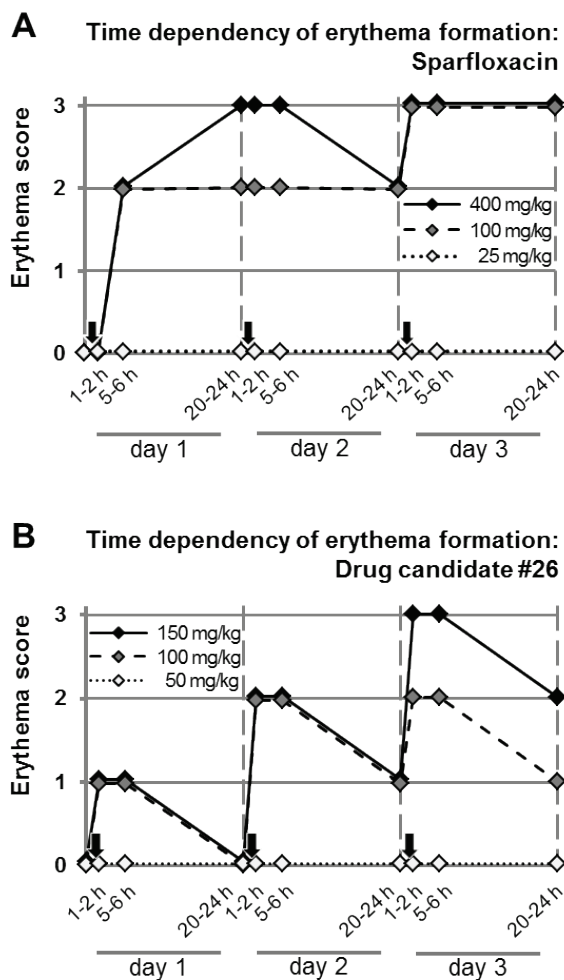 A
Time dependency of erythema formation:
Sparfloxacin
Erythema score
3
2
1
0
400 mg/kg
100 mg/kg
25 mg/kg
1-2 h
5-6 h
20-24 h
1-2 h
5-6 h
20-24 h
1-2 h
5-6 h
20-24 h
day 1
day 2
day 3
B
Time dependency of erythema formation:
Drug candidate #26
Erythema score
3
2
1
0
150 mg/kg
100 mg/kg
50 mg/kg
1-2 h
5-6 h
20-24 h
1-2 h
5-6 h
20-24 h
1-2 h
5-6 h
20-24 h
day 1
day 2
day 3